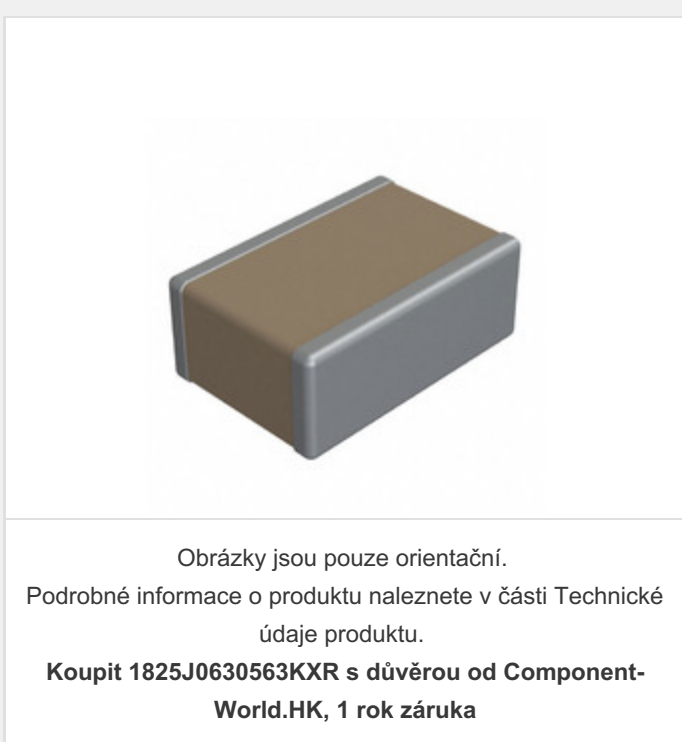 Obrázky jsou pouze orientační.
Podrobné informace o produktu naleznete v části Technické
údaje produktu.
Koupit 1825J0630563KXR s důvěrou od Component-
World.HK, 1 rok záruka